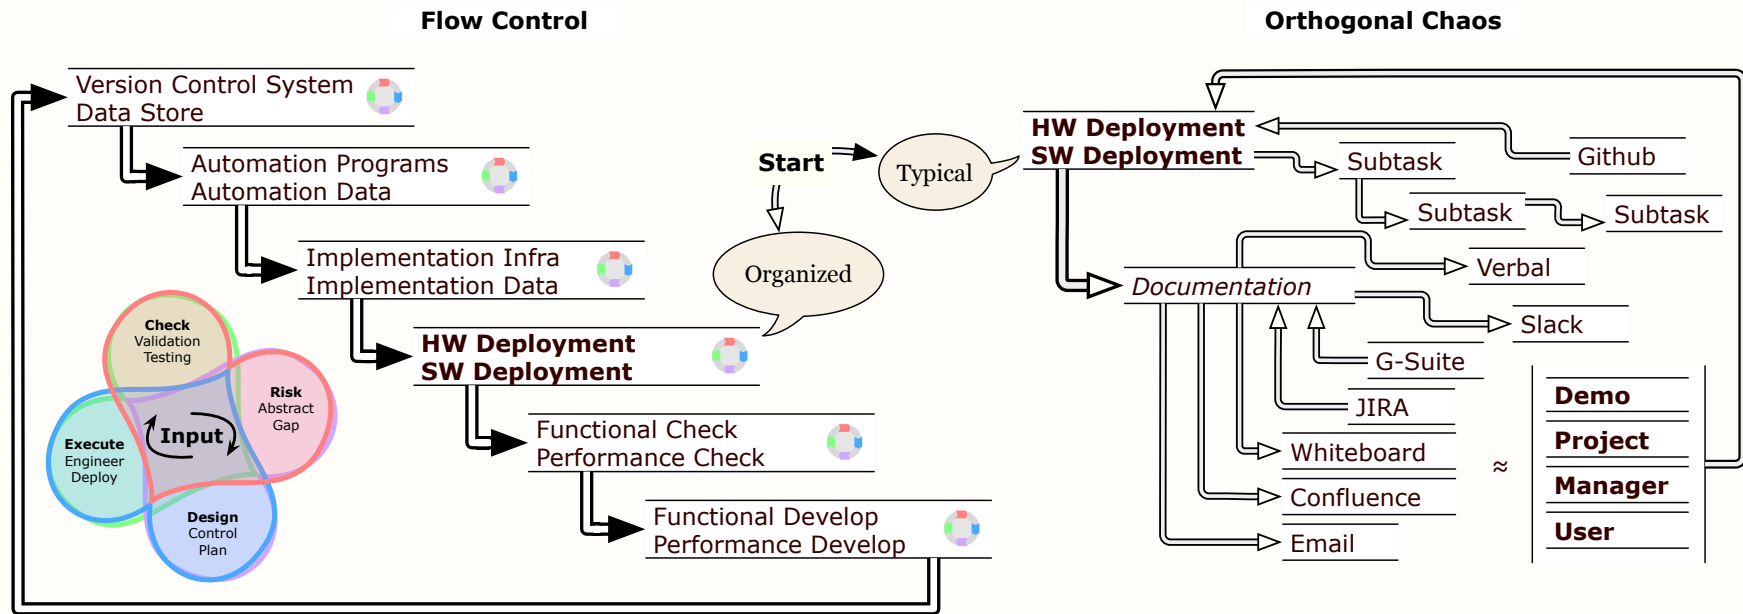 Flow Control
Version Control System
Data Store
Automation Programs
Automation Data
Implementation Infra
Implementation Data
HW Deployment
SW Deployment
Functional Check
Performance Check
Functional Develop
Performance Develop
Check
Validation
Testing
Risk
Abstract
Gap
Input
Execute
Engineer
Deploy
Design
Control
Plan
Start
Organized
Typical
Orthogonal Chaos
HW Deployment
SW Deployment
Github
Subtask
Subtask
Subtask
Verbal
Documentation
Slack
G-Suite
JIRA
Whiteboard
Confluence
Email
≈
Demo
Project
Manager
User